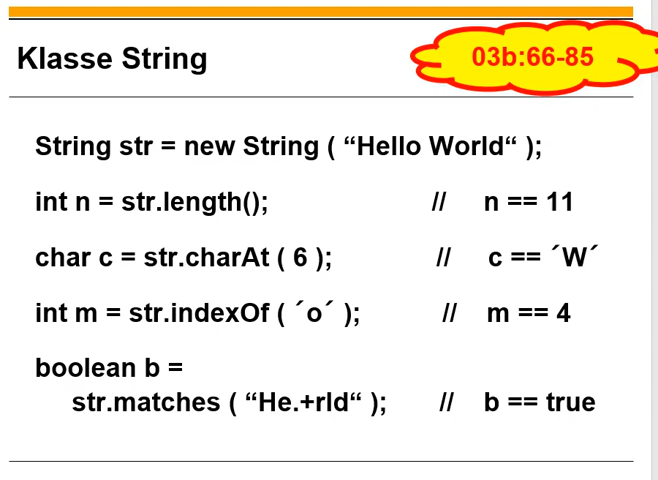 Klasse String
03b:66-85
String str = new String ( “Hello World“ );
int n = str.length(); // n == 11
char c = str.charAt ( 6 ); // c == ´W´
int m = str.indexOf ( ´o´ ); // m == 4
boolean b =
str.matches ( “He.+rld“ ); // b == true